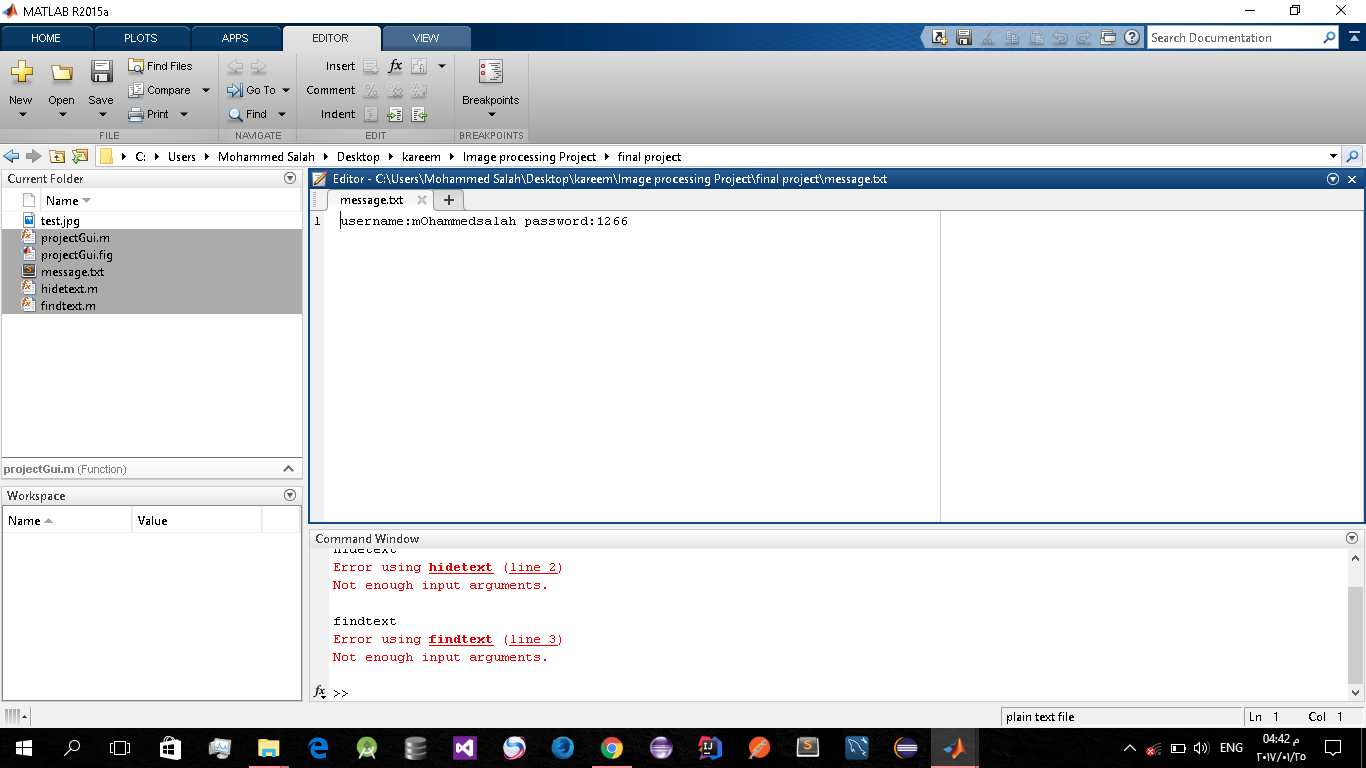 MATLAB R2015a
HOME PLOTS APPS EDITOR VIEW
Search Documentation
New
Open
Save
Find Files
Compare
Print
FILE
Go To
Find
NAVIGATE
Insert fx
Comment
Indent
EDIT
Breakpoints
BREAKPOINTS
C: Users Mohammed Salah Desktop kareem Image processing Project final project
Current Folder
Name
test.jpg
projectGui.m
projectGui.fig
message.txt
hidetext.m
findtext.m
projectGui.m (Function)
Workspace
Name Value
Editor - C:\Users\Mohammed Salah\Desktop\kareem\Image processing Project\final project\message.txt
message.txt
1 username:mOhammedsalah password:1266
Command Window
hidetext
Error using hidetext (line 2)
Not enough input arguments.
findtext
Error using findtext (line 3)
Not enough input arguments.
fx >>
plain text file Ln 1 Col 1
ENG
04:42 م
٢٠١٧/٠١/٢٥